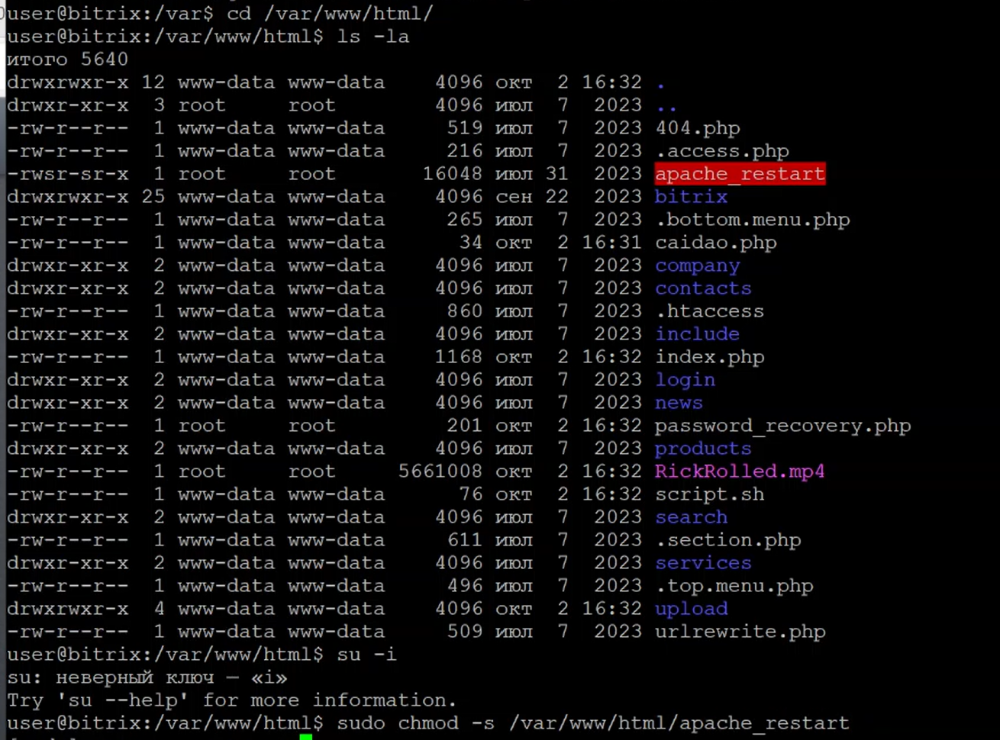 user@bitrix:/var$ cd /var/www/html/
user@bitrix:/var/www/html$ ls -la
итого 5640
drwxrwxr-x 12 www-data www-data 4096 окт 2 16:32 .
drwxr-xr-x 3 root root 4096 июл 7 2023 ..
-rw-r--r-- 1 www-data www-data 519 июл 7 2023 404.php
-rw-r--r-- 1 www-data www-data 216 июл 7 2023 .access.php
-rwsr-sr-x 1 root root 16048 июл 31 2023 apache_restart
drwxrwxr-x 25 www-data www-data 4096 сен 22 2023 bitrix
-rw-r--r-- 1 www-data www-data 265 июл 7 2023 .bottom.menu.php
-rw-r--r-- 1 www-data www-data 34 окт 2 16:31 caidao.php
drwxr-xr-x 2 www-data www-data 4096 июл 7 2023 company
drwxr-xr-x 2 www-data www-data 4096 июл 7 2023 contacts
-rw-r--r-- 1 www-data www-data 860 июл 7 2023 .htaccess
drwxr-xr-x 2 www-data www-data 4096 июл 7 2023 include
-rw-r--r-- 1 www-data www-data 1168 окт 2 16:32 index.php
drwxr-xr-x 2 www-data www-data 4096 июл 7 2023 login
drwxr-xr-x 2 www-data www-data 4096 июл 7 2023 news
-rw-r--r-- 1 root root 201 окт 2 16:32 password_recovery.php
drwxr-xr-x 2 www-data www-data 4096 июл 7 2023 products
-rw-r--r-- 1 root root 5661008 окт 2 16:32 RickRolled.mp4
-rw-r--r-- 1 www-data www-data 76 окт 2 16:32 script.sh
drwxr-xr-x 2 www-data www-data 4096 июл 7 2023 search
-rw-r--r-- 1 www-data www-data 611 июл 7 2023 .section.php
drwxr-xr-x 2 www-data www-data 4096 июл 7 2023 services
-rw-r--r-- 1 www-data www-data 496 июл 7 2023 .top.menu.php
drwxrwxr-x 4 www-data www-data 4096 окт 2 16:32 upload
-rw-r--r-- 1 www-data www-data 509 июл 7 2023 urlrewrite.php
user@bitrix:/var/www/html$ su -i
su: неверный ключ — «i»
Try 'su --help' for more information.
user@bitrix:/var/www/html$ sudo chmod -s /var/www/html/apache_restart